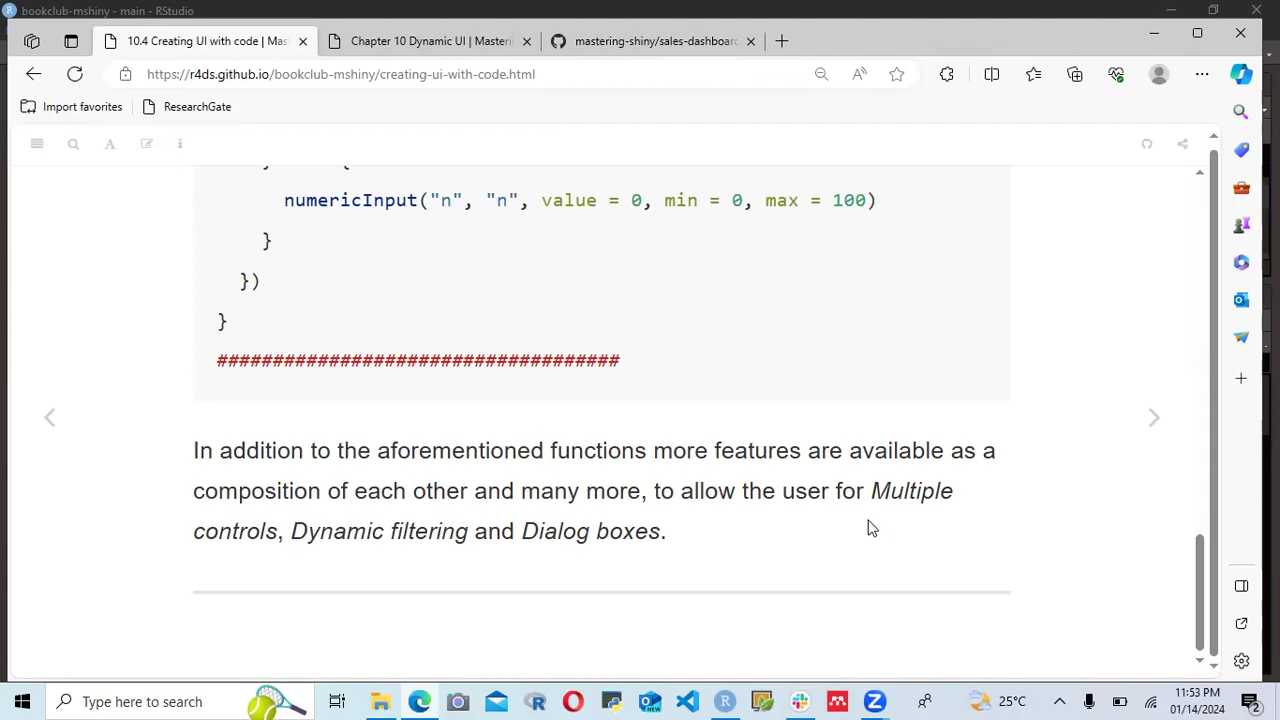 bookclub-mshiny - main - RStudio
10.4 Creating UI with code | Mast
Chapter 10 Dynamic UI | Masteri
mastering-shiny/sales-dashboar
https://r4ds.github.io/bookclub-mshiny/creating-ui-with-code.html
Import favorites
ResearchGate
numericInput("n", "n", value = 0, min = 0, max = 100)
}
})
}
####################################
In addition to the aforementioned functions more features are available as a
composition of each other and many more, to allow the user for Multiple
controls, Dynamic filtering and Dialog boxes.
Type here to search
25°C
11:53 PM
01/14/2024
2